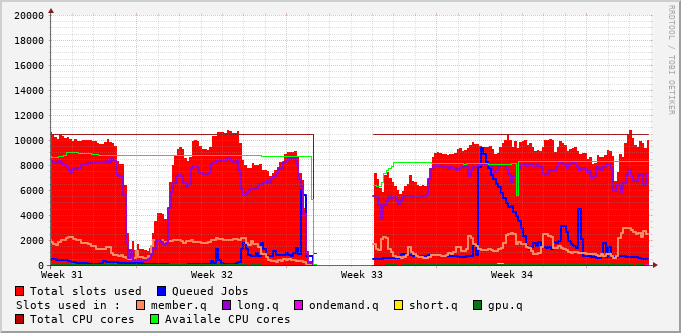 20000
18000
16000
14000
12000
10000
8000
6000
4000
2000
0
Week 31 Week 32 Week 33 Week 34
Total slots used Queued Jobs
Slots used in : member.q long.q ondemand.q short.q gpu.q
Total CPU cores Availale CPU cores
RRDTOOL / TOBI OETIKER